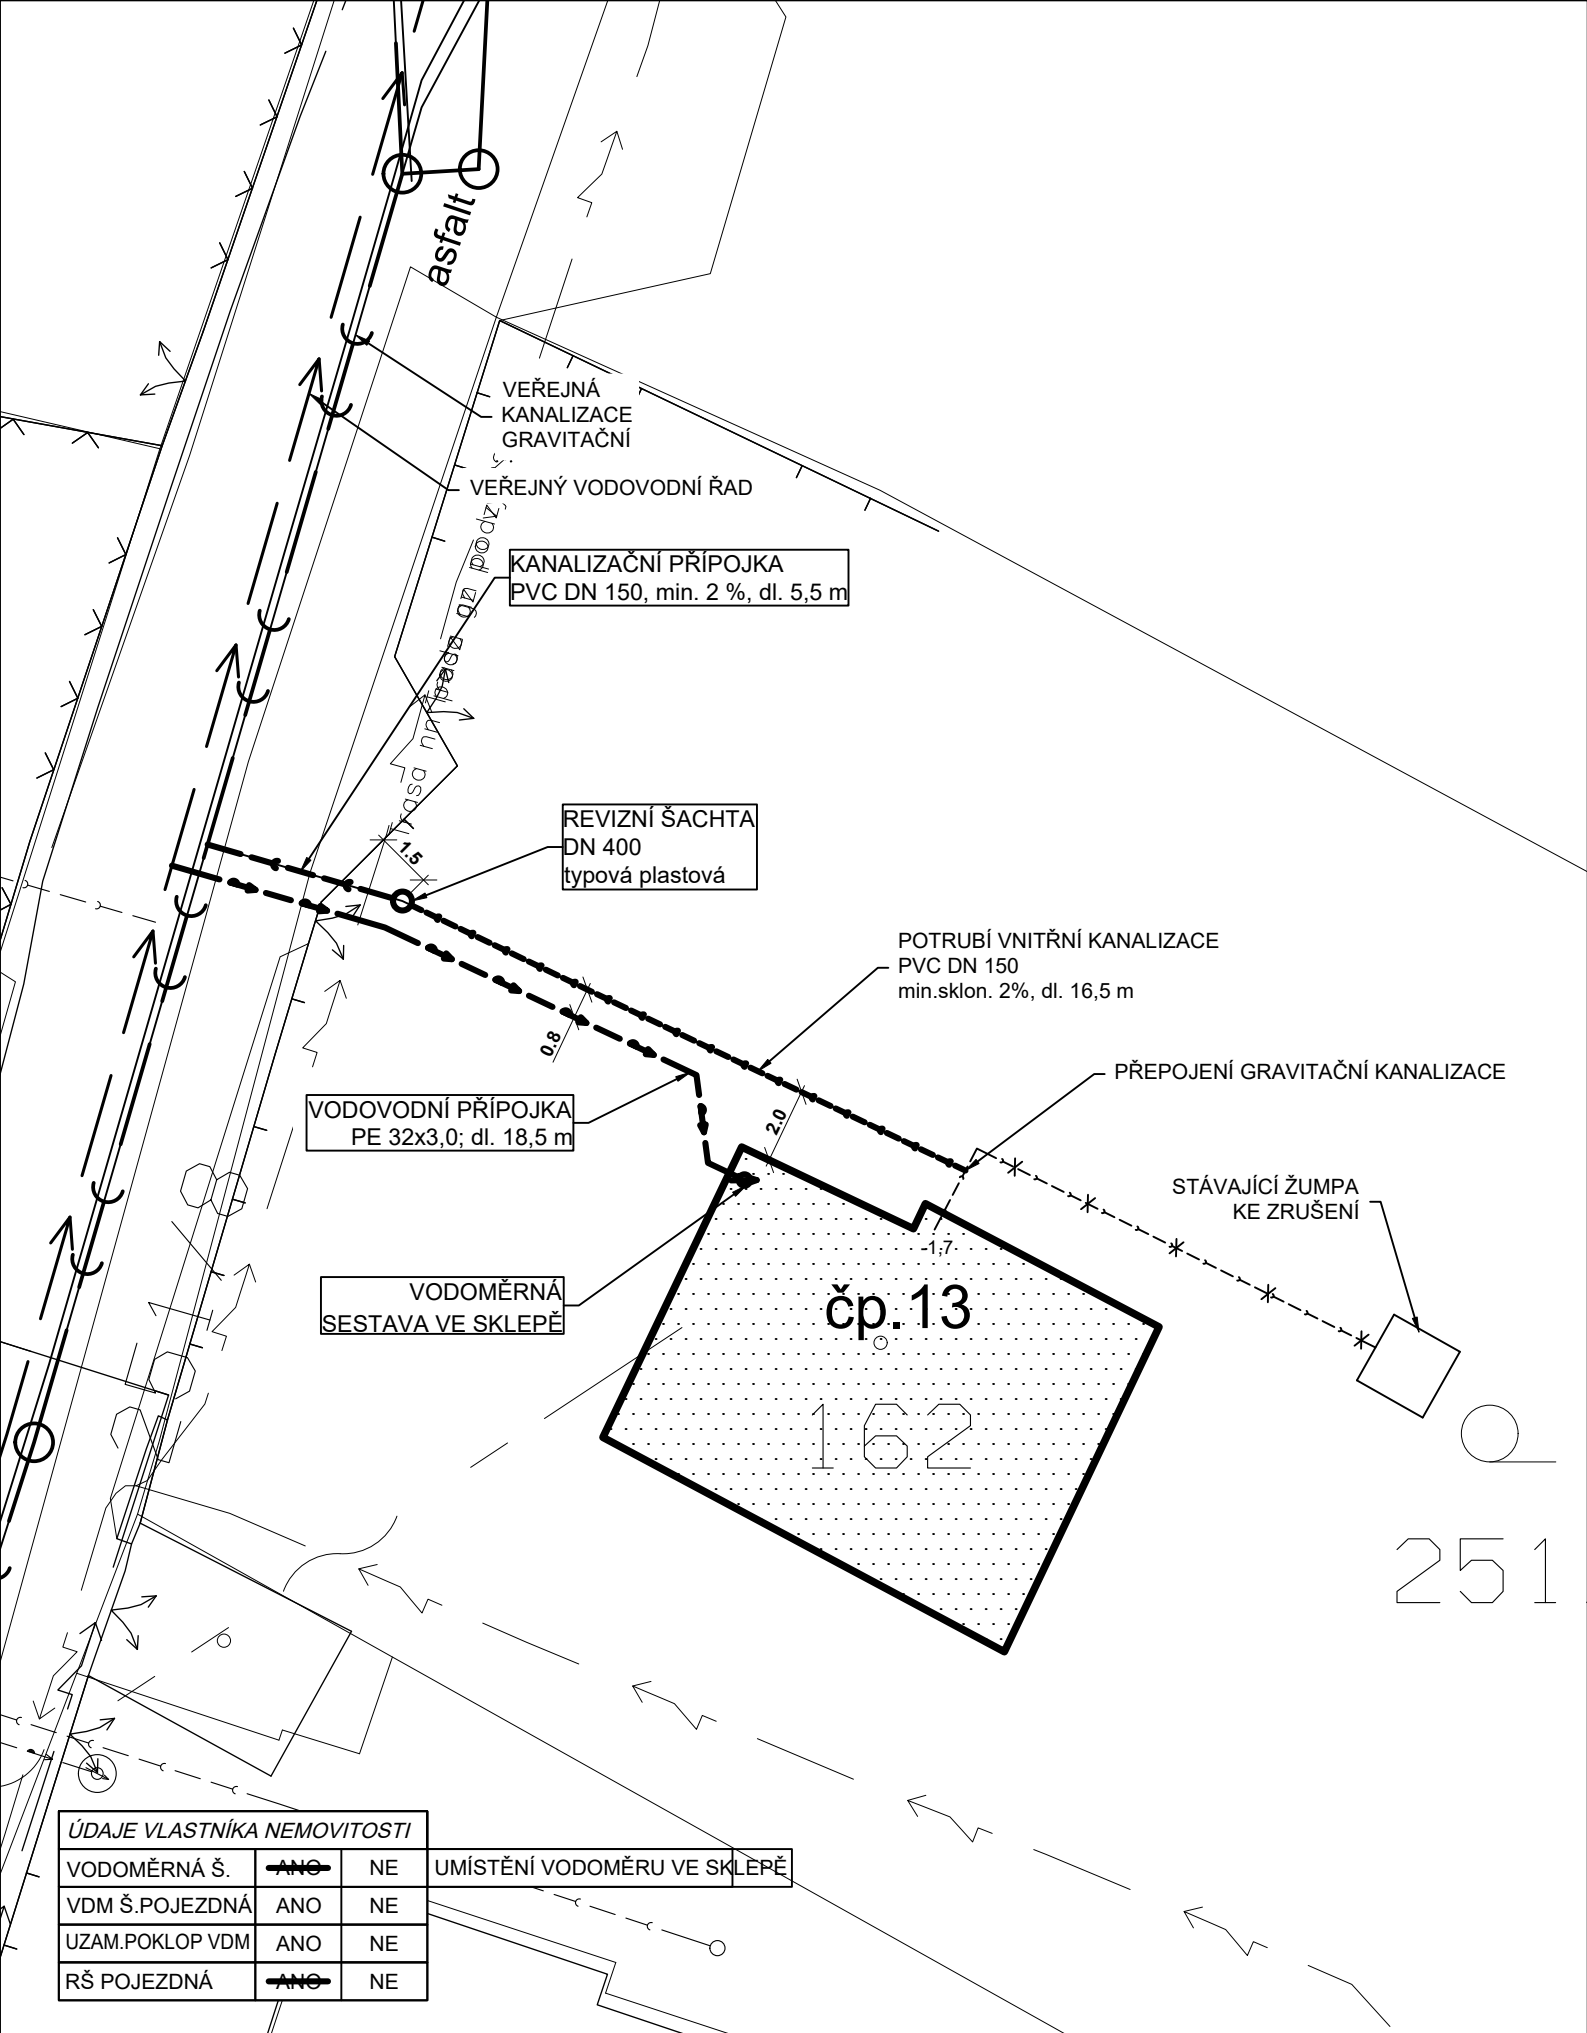 asfalt
VEŘEJNÁ
KANALIZACE
GRAVITAČNÍ
VEŘEJNÝ VODOVODNÍ ŘAD
KANALIZAČNÍ PŘÍPOJKA
PVC DN 150, min. 2 %, dl. 5,5 m
REVIZNÍ ŠACHTA
DN 400
typová plastová
1.5
POTRUBÍ VNITŘNÍ KANALIZACE
PVC DN 150
min.sklon. 2%, dl. 16,5 m
0.8
PŘEPOJENÍ GRAVITAČNÍ KANALIZACE
VODOVODNÍ PŘÍPOJKA
PE 32x3,0; dl. 18,5 m
2.0
STÁVAJÍCÍ ŽUMPA
KE ZRUŠENÍ
-1,7
VODOMĚRNÁ
SESTAVA VE SKLEPĚ
čp.13
162
251
ÚDAJE VLASTNÍKA NEMOVITOSTI
VODOMĚRNÁ Š. ANO NE UMÍSTĚNÍ VODOMĚRU VE SKLEPĚ
VDM Š.POJEZDNÁ ANO NE
UZAM.POKLOP VDM ANO NE
RŠ POJEZDNÁ ANO NE